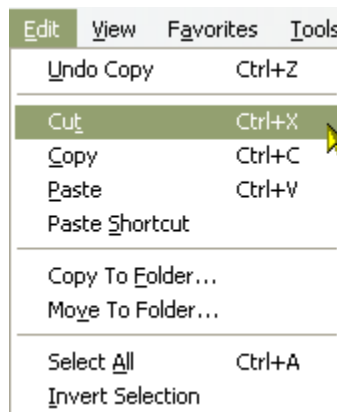 Edit View Favorites Tools
Undo Copy Ctrl+Z
Cut Ctrl+X
Copy Ctrl+C
Paste Ctrl+V
Paste Shortcut
Copy To Folder...
Move To Folder...
Select All Ctrl+A
Invert Selection